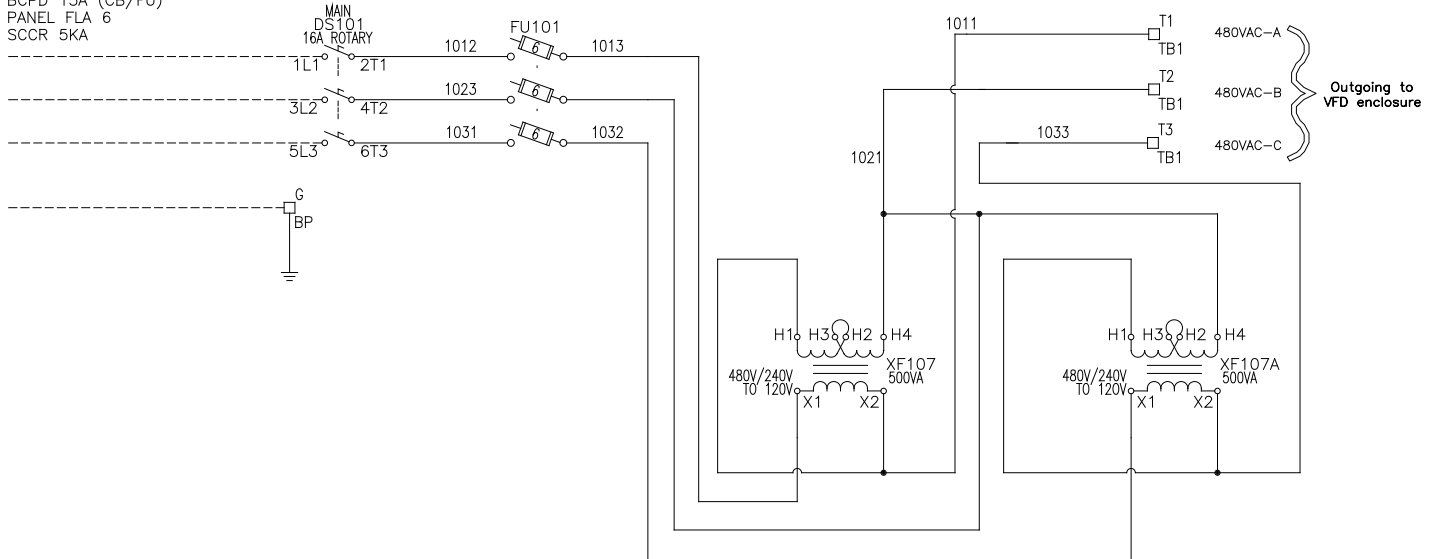 BCPD 15A (CB/FU)
PANEL FLA 6
SCCR 5KA
MAIN
DS101
16A ROTARY
1L1 2T1
3L2 4T2
5L3 6T3
G
BP
FU101
1012 6 1013
1023 6
1031 6 1032
1011
1021
1033
T1
TB1
T2
TB1
T3
TB1
480VAC-A
480VAC-B
480VAC-C
Outgoing to
VFD enclosure
H1 H3 H2 H4
XF107
500VA
480V/240V
TO 120V
X1 X2
H1 H3 H2 H4
XF107A
500VA
480V/240V
TO 120V
X1 X2